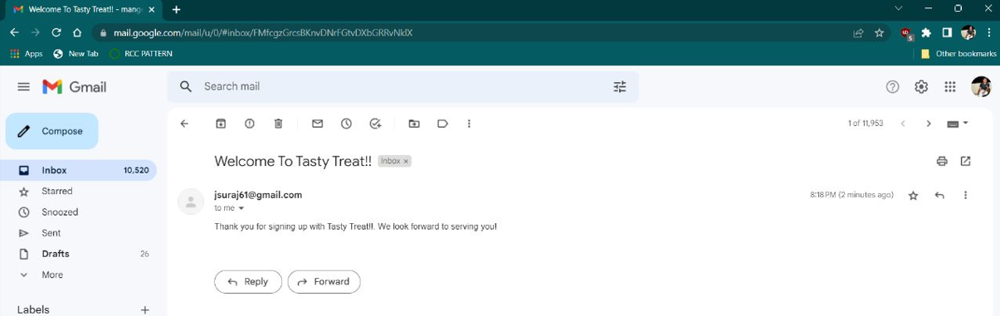 Welcome To Tasty Treat!! - mang
mail.google.com/mail/u/0/#inbox/FMfcgzGrcsBKnvDNrFGtvDXbGRRvNklX
Apps New Tab RCC PATTERN Other bookmarks
Gmail Search mail
Compose 1 of 11,953
Welcome To Tasty Treat!! Inbox ×
Inbox 10,520
Starred jsuraj61@gmail.com 8:18 PM (2 minutes ago)
to me
Snoozed
Thank you for signing up with Tasty Treat!!. We look forward to serving you!
Sent
Drafts 26
More Reply Forward
Labels